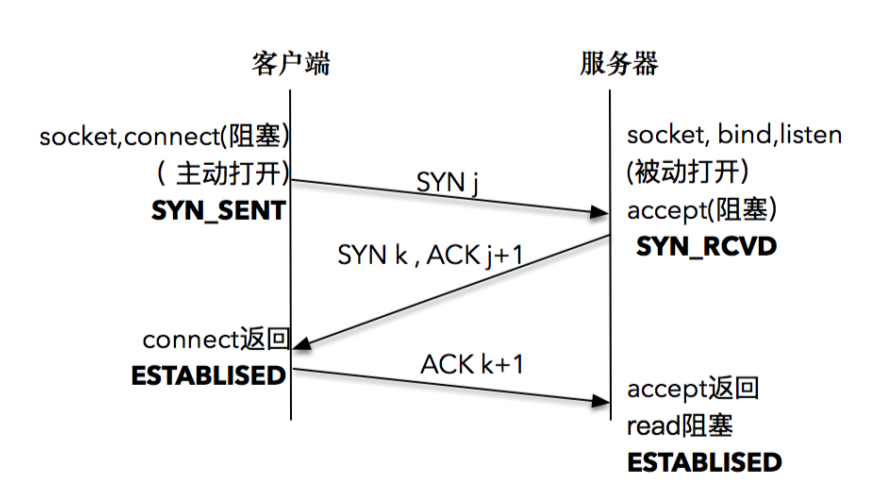 客户端
服务器
socket,connect(阻塞)
( 主动打开)
SYN_SENT
socket, bind,listen
(被动打开)
accept(阻塞)
SYN_RCVD
SYN j
SYN k , ACK j+1
connect返回
ESTABLISED
ACK k+1
accept返回
read阻塞
ESTABLISED